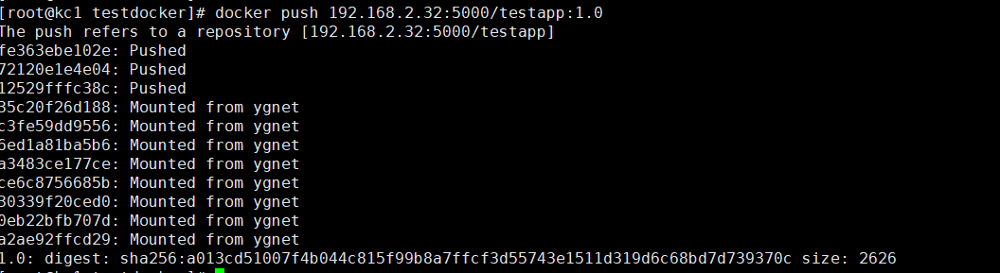 [root@kc1 testdocker]# docker push 192.168.2.32:5000/testapp:1.0
The push refers to a repository [192.168.2.32:5000/testapp]
fe363ebe102e: Pushed
72120e1e4e04: Pushed
12529fffc38c: Pushed
35c20f26d188: Mounted from ygnet
c3fe59dd9556: Mounted from ygnet
6ed1a81ba5b6: Mounted from ygnet
a3483ce177ce: Mounted from ygnet
ce6c8756685b: Mounted from ygnet
30339f20ced0: Mounted from ygnet
0eb22bfb707d: Mounted from ygnet
a2ae92ffcd29: Mounted from ygnet
1.0: digest: sha256:a013cd51007f4b044c815f99b8a7ffcf3d55743e1511d319d6c68bd7d739370c size: 2626
[root@kc1 testdocker]#